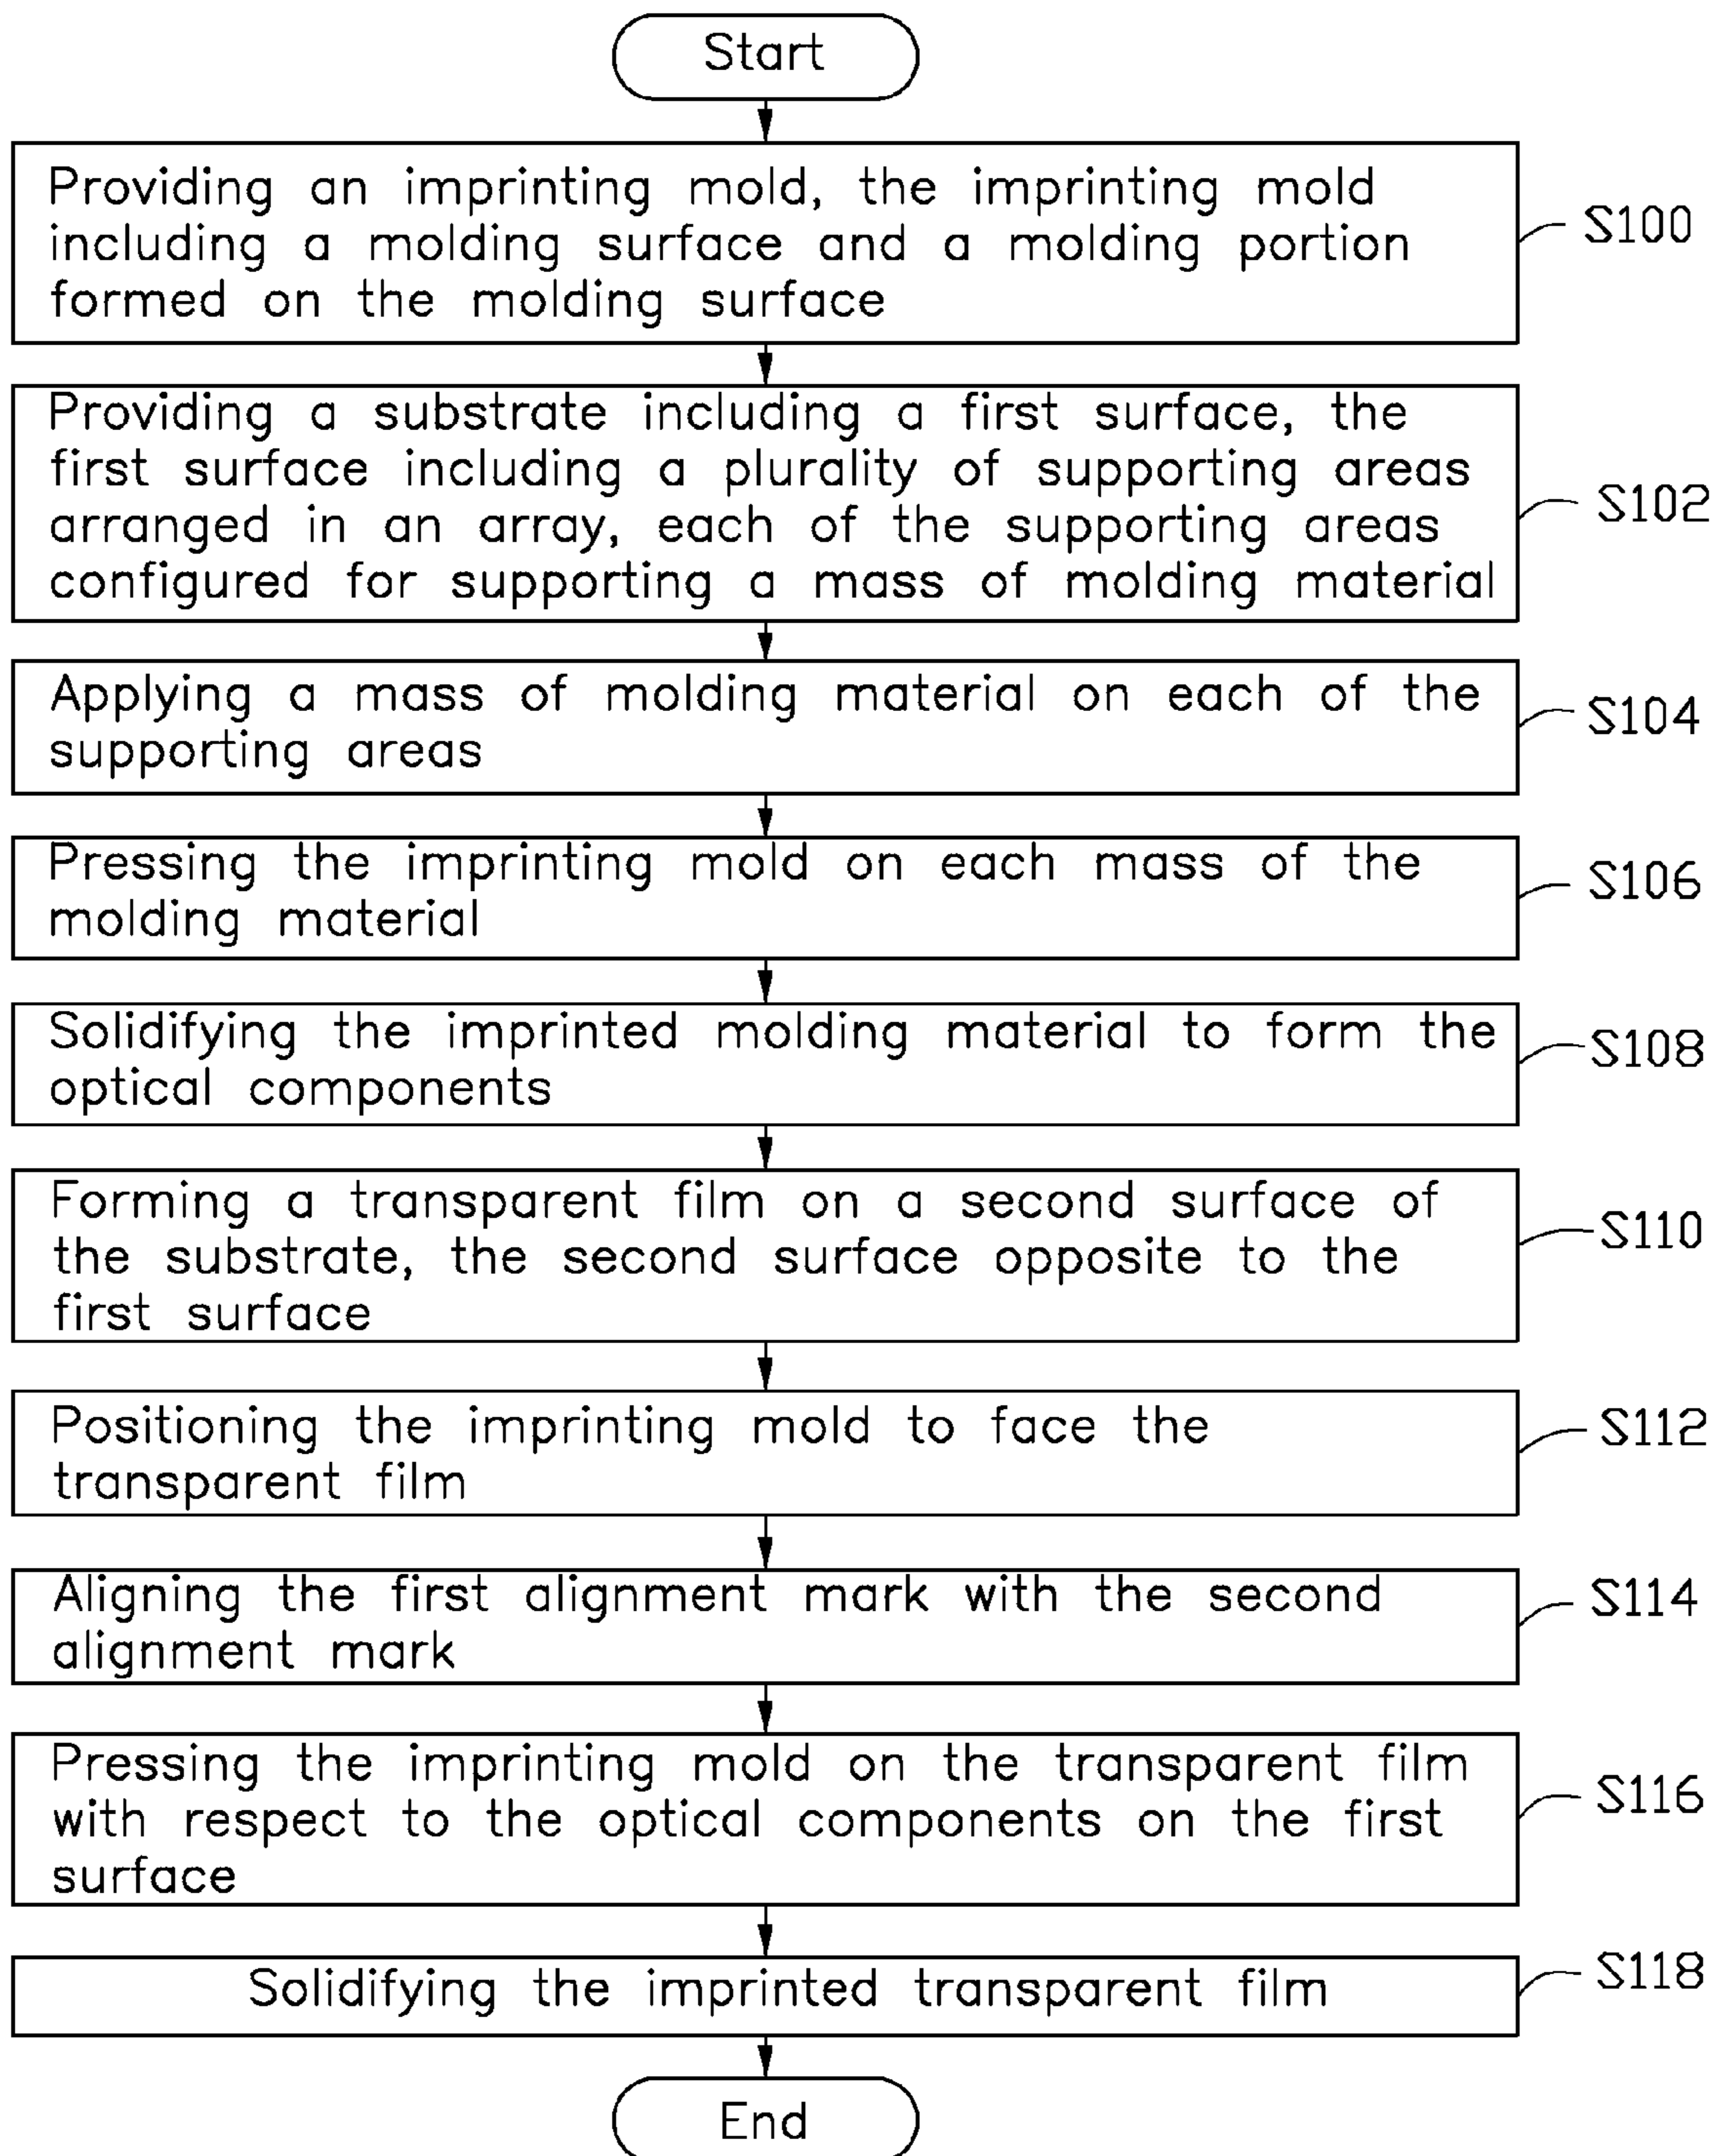 Start
Providing an imprinting mold, the imprinting mold
including a molding surface and a molding portion
formed on the molding surface
S100
Providing a substrate including a first surface, the
first surface including a plurality of supporting areas
arranged in an array, each of the supporting areas
configured for supporting a mass of molding material
S102
Applying a mass of molding material on each of the
supporting areas
S104
Pressing the imprinting mold on each mass of the
molding material
S106
Solidifying the imprinted molding material to form the
optical components
S108
Forming a transparent film on a second surface of
the substrate, the second surface opposite to the
first surface
S110
Positioning the imprinting mold to face the
transparent film
S112
Aligning the first alignment mark with the second
alignment mark
S114
Pressing the imprinting mold on the transparent film
with respect to the optical components on the first
surface
S116
Solidifying the imprinted transparent film
S118
End